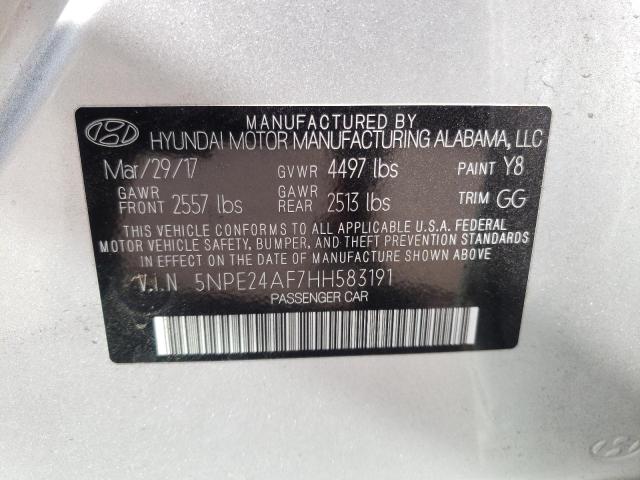 MANUFACTURED BY
HYUNDAI MOTOR MANUFACTURING ALABAMA, LLC
Mar/29/17 GVWR 4497 lbs PAINT Y8
GAWR FRONT 2557 lbs GAWR REAR 2513 lbs TRIM GG
THIS VEHICLE CONFORMS TO ALL APPLICABLE U.S.A. FEDERAL
MOTOR VEHICLE SAFETY, BUMPER, AND THEFT PREVENTION
STANDARDS IN EFFECT ON THE DATE OF MANUFACTURE SHOWN ABOVE
V.I.N 5NPE24AF7HH583191
PASSENGER CAR